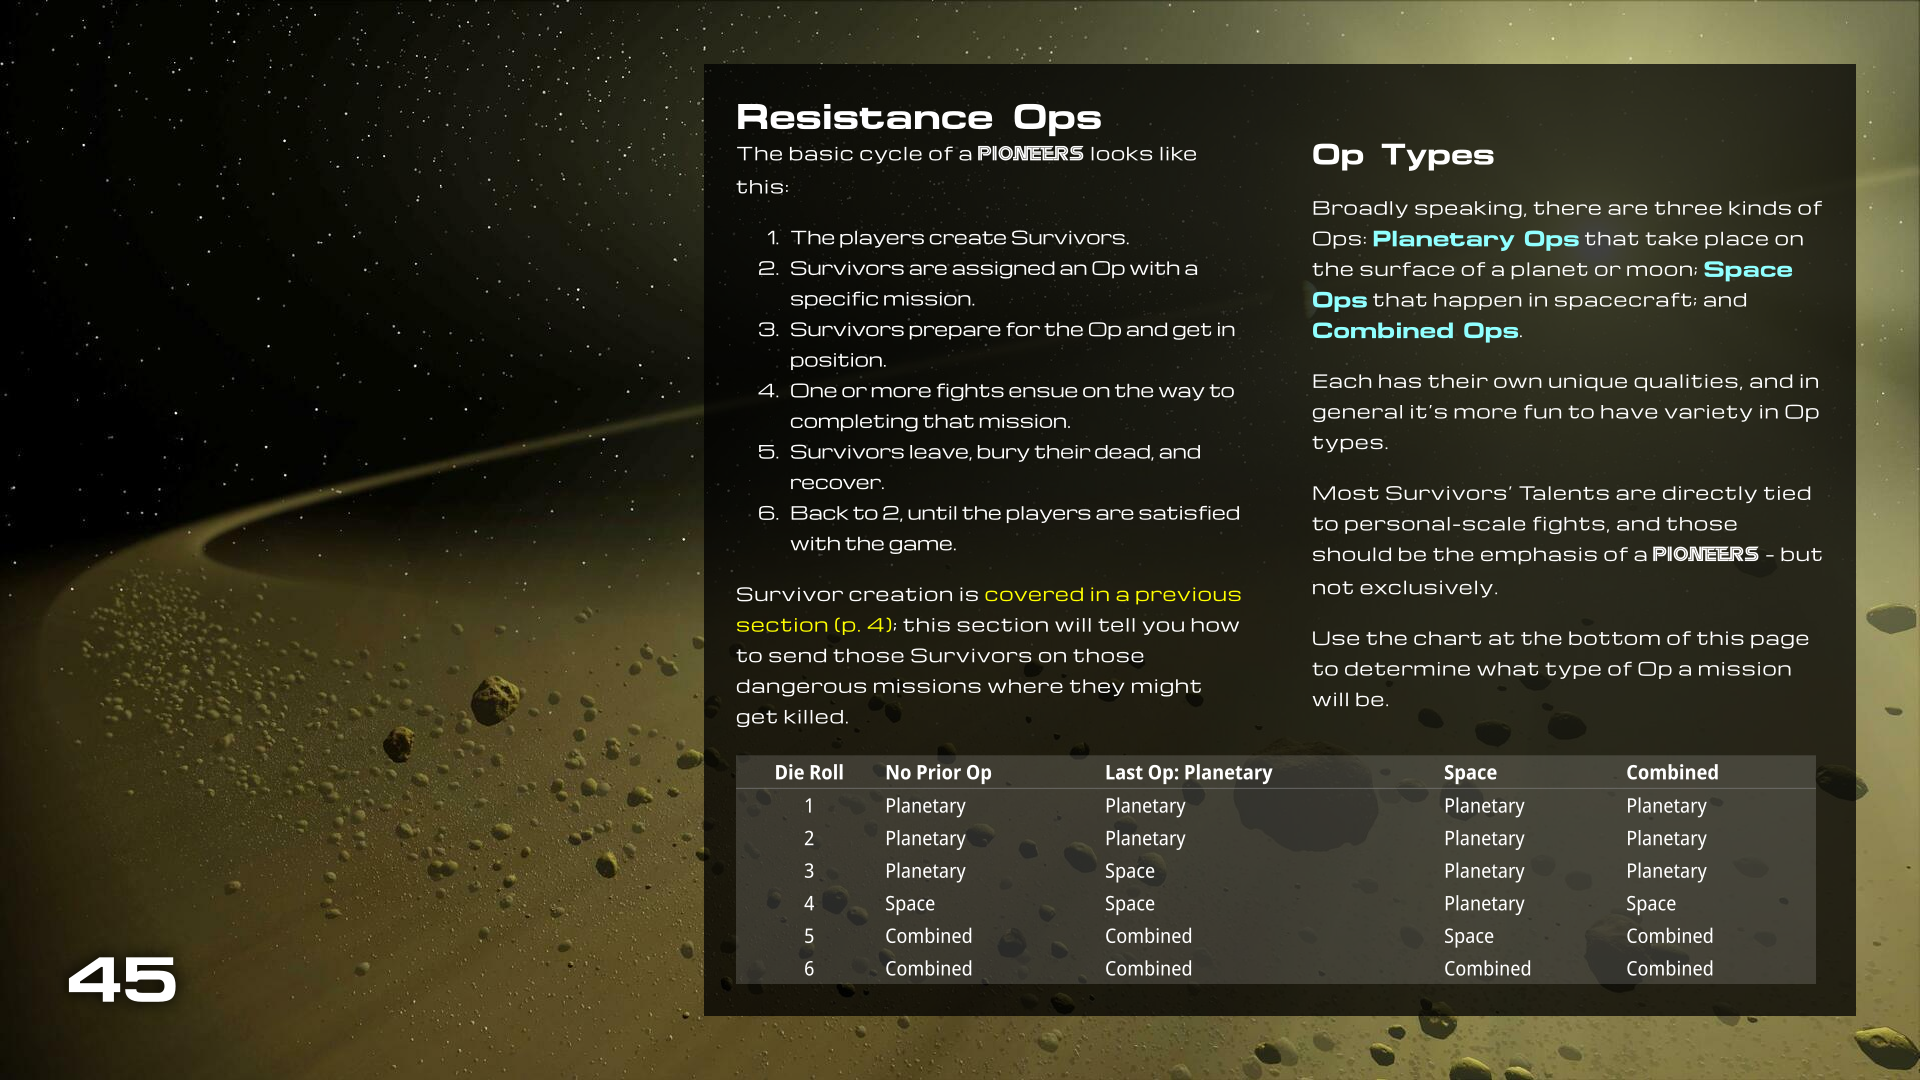 Resistance Ops
The basic cycle of a PIONEERS looks like
this:
1. The players create Survivors.
2. Survivors are assigned an Op with a
specific mission.
3. Survivors prepare for the Op and get in
position.
4. One or more fights ensue on the way to
completing that mission.
5. Survivors leave, bury their dead, and
recover.
6. Back to 2, until the players are satisfied
with the game.
Survivor creation is covered in a previous
section (p. 4); this section will tell you how
to send those Survivors on those
dangerous missions where they might
get killed.
Op Types
Broadly speaking, there are three kinds of
Ops: Planetary Ops that take place on
the surface of a planet or moon; Space
Ops that happen in spacecraft; and
Combined Ops.
Each has their own unique qualities, and in
general it's more fun to have variety in Op
types.
Most Survivors' Talents are directly tied
to personal-scale fights, and those
should be the emphasis of a PIONEERS - but
not exclusively.
Use the chart at the bottom of this page
to determine what type of Op a mission
will be.
Die Roll No Prior Op Last Op: Planetary Space Combined
1 Planetary Planetary Planetary Planetary
2 Planetary Planetary Planetary Planetary
3 Planetary Space Planetary Planetary
4 Space Space Planetary Space
5 Combined Combined Space Combined
6 Combined Combined Combined Combined
45